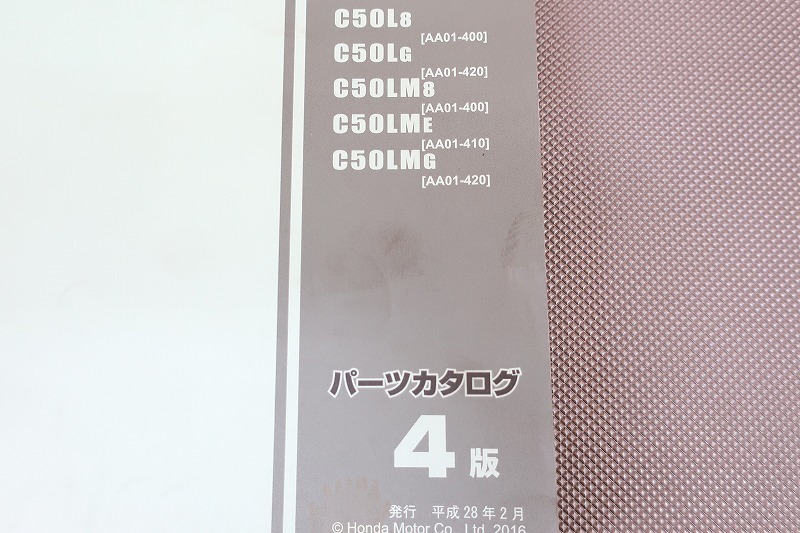 C50L8
[AA01-400]
C50LG
[AA01-420]
C50LM8
[AA01-400]
C50LME
[AA01-410]
C50LMG
[AA01-420]
パーツカタログ
4版
発行 平成28年2月
© Honda Motor Co., Ltd. 2016